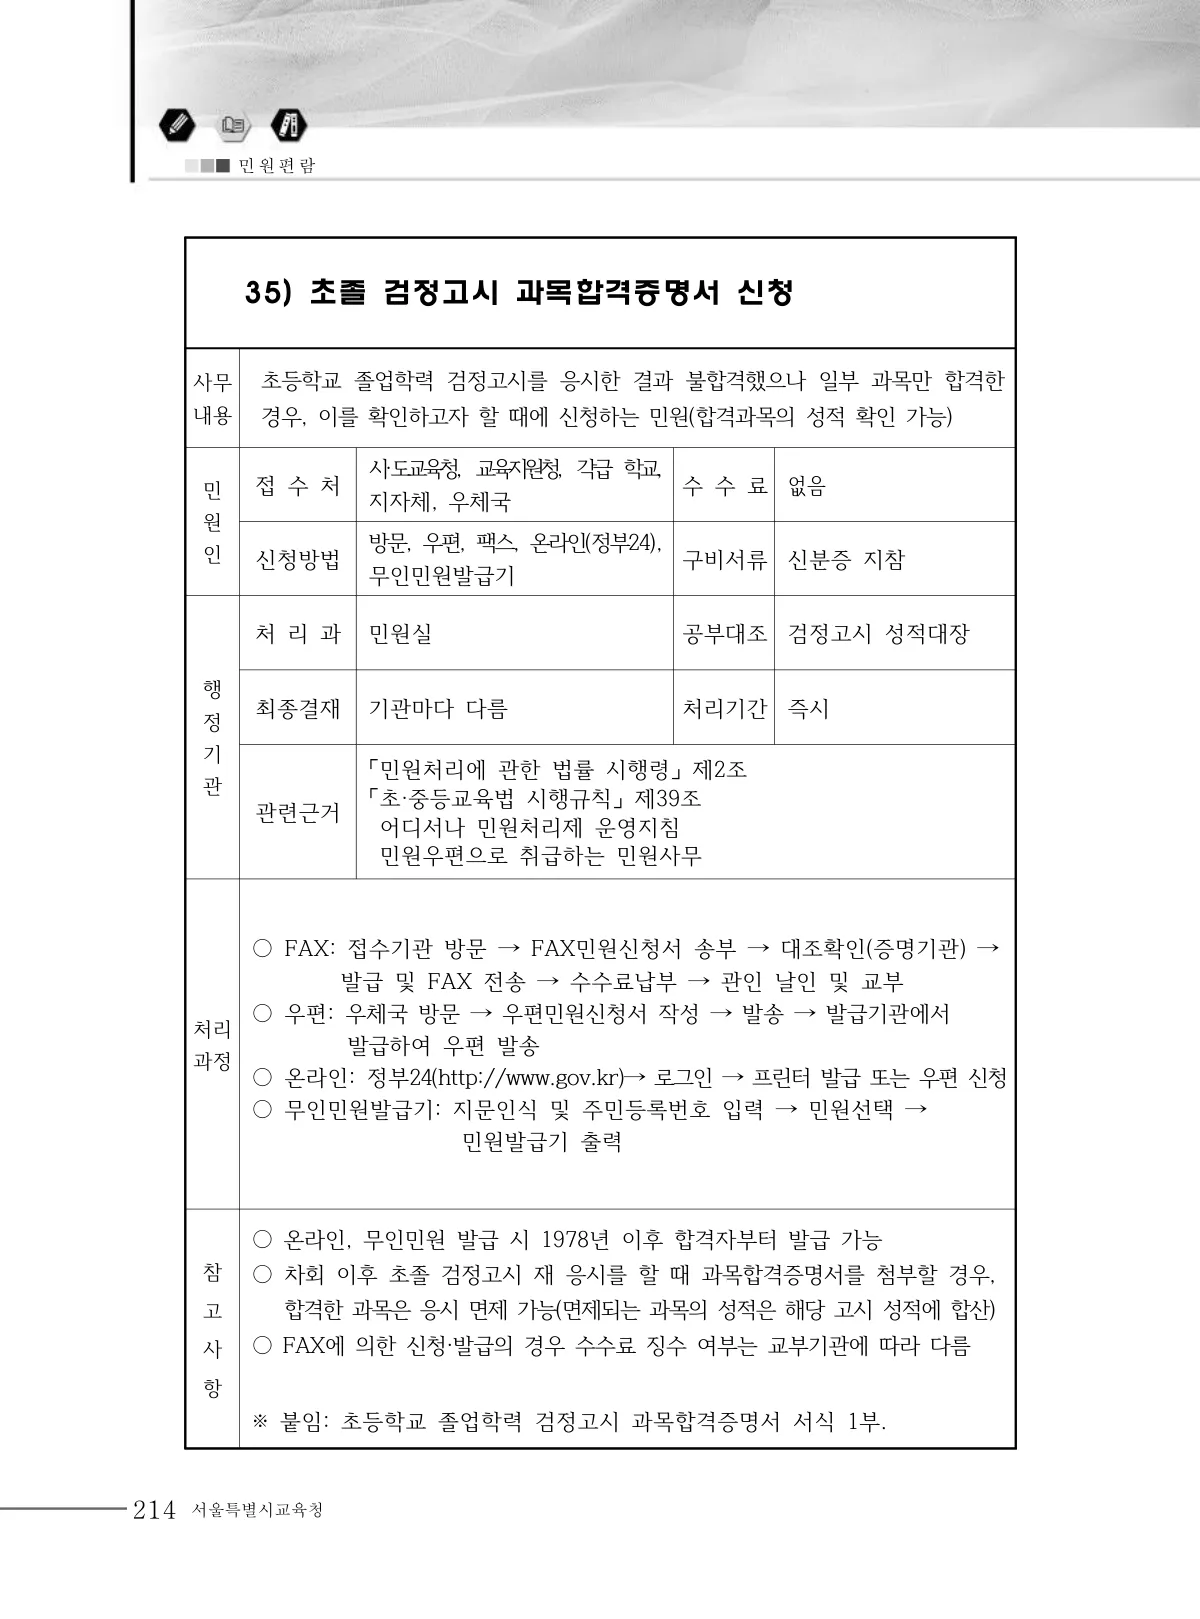 민원편람
35) 초졸 검정고시 과목합격증명서 신청
사무
내용
초등학교 졸업학력 검정고시를 응시한 결과 불합격했으나 일부 과목만 합격한
경우, 이를 확인하고자 할 때에 신청하는 민원(합격과목의 성적 확인 가능)
민
원
인
접 수 처
시·도교육청, 교육지원청, 각급 학교,
지자체, 우체국
수 수 료
없음
신청방법
방문, 우편, 팩스, 온라인(정부24),
무인민원발급기
구비서류
신분증 지참
행
정
기
관
처 리 과
민원실
공부대조
검정고시 성적대장
최종결재
기관마다 다름
처리기간
즉시
관련근거
「민원처리에 관한 법률 시행령」제2조
「초·중등교육법 시행규칙」제39조
어디서나 민원처리제 운영지침
민원우편으로 취급하는 민원사무
처리
과정
○ FAX: 접수기관 방문 → FAX민원신청서 송부 → 대조확인(증명기관) →
발급 및 FAX 전송 → 수수료납부 → 관인 날인 및 교부
○ 우편: 우체국 방문 → 우편민원신청서 작성 → 발송 → 발급기관에서
발급하여 우편 발송
○ 온라인: 정부24(http://www.gov.kr)→ 로그인 → 프린터 발급 또는 우편 신청
○ 무인민원발급기: 지문인식 및 주민등록번호 입력 → 민원선택 →
민원발급기 출력
참
고
사
항
○ 온라인, 무인민원 발급 시 1978년 이후 합격자부터 발급 가능
○ 차회 이후 초졸 검정고시 재 응시를 할 때 과목합격증명서를 첨부할 경우,
합격한 과목은 응시 면제 가능(면제되는 과목의 성적은 해당 고시 성적에 합산)
○ FAX에 의한 신청·발급의 경우 수수료 징수 여부는 교부기관에 따라 다름
※ 붙임: 초등학교 졸업학력 검정고시 과목합격증명서 서식 1부.
214 서울특별시교육청